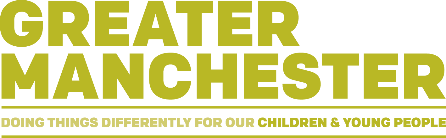 GREATER
MANCHESTER
DOING THINGS DIFFERENTLY FOR OUR CHILDREN & YOUNG PEOPLE